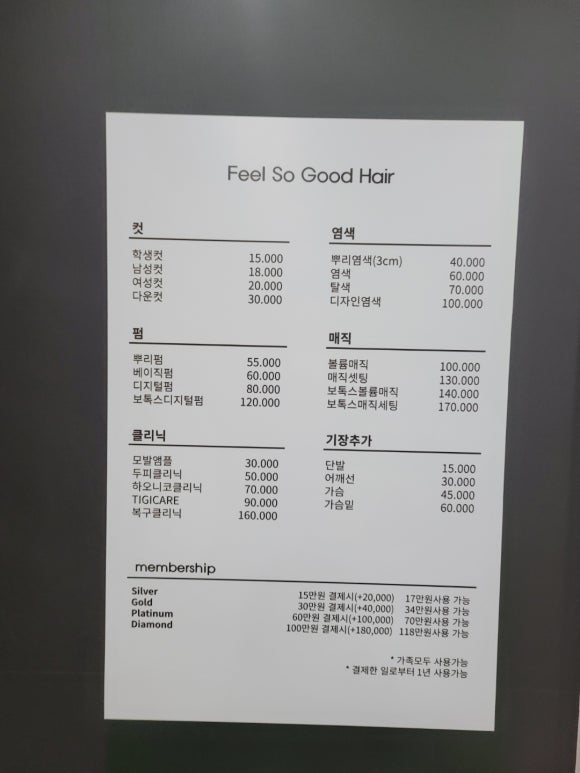 Feel So Good Hair
컷
학생컷 15.000
남성컷 18.000
여성컷 20.000
다운컷 30.000
염색
뿌리염색(3cm) 40.000
염색 60.000
탈색 70.000
디자인염색 100.000
펌
뿌리펌 55.000
베이직펌 60.000
디지털펌 80.000
보톡스디지털펌 120.000
매직
볼륨매직 100.000
매직셋팅 130.000
보톡스볼륨매직 140.000
보톡스매직세팅 170.000
클리닉
모발앰플 30.000
두피클리닉 50.000
하오니코클리닉 70.000
TIGICARE 90.000
복구클리닉 160.000
기장추가
단발 15.000
어깨선 30.000
가슴 45.000
가슴밑 60.000
membership
Silver 15만원 결제시(+20,000) 17만원사용 가능
Gold 30만원 결제시(+40,000) 34만원사용 가능
Platinum 60만원 결제시(+100,000) 70만원사용 가능
Diamond 100만원 결제시(+180,000) 118만원사용 가능
* 가족모두 사용가능
* 결제한 일로부터 1년 사용가능